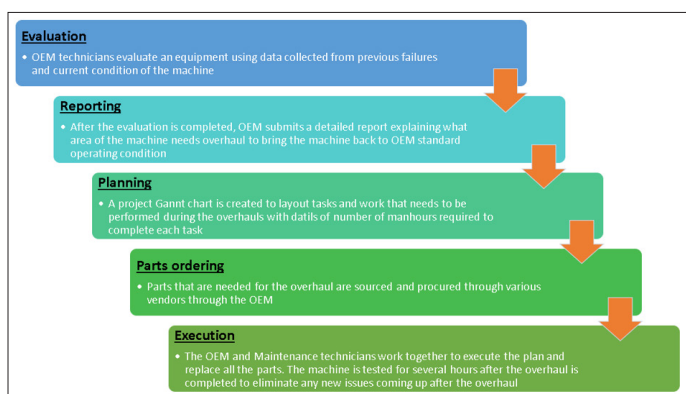 Evaluation
• OEM technicians evaluate an equipment using data collected from previous failures
and current condition of the machine
Reporting
• After the evaluation is completed, OEM submits a detailed report explaining what
area of the machine needs overhaul to bring the machine back to OEM standard
operating condition
Planning
• A project Gannt chart is created to layout tasks and work that needs to be
performed during the overhauls with datils of number of manhours required to
complete each task
Parts ordering
• Parts that are needed for the overhaul are sourced and procured through various
vendors through the OEM
Execution
• The OEM and Maintenance technicians work together to execute the plan and
replace all the parts. The machine is tested for several hours after the overhaul is
completed to eliminate any new issues coming up after the overhaul